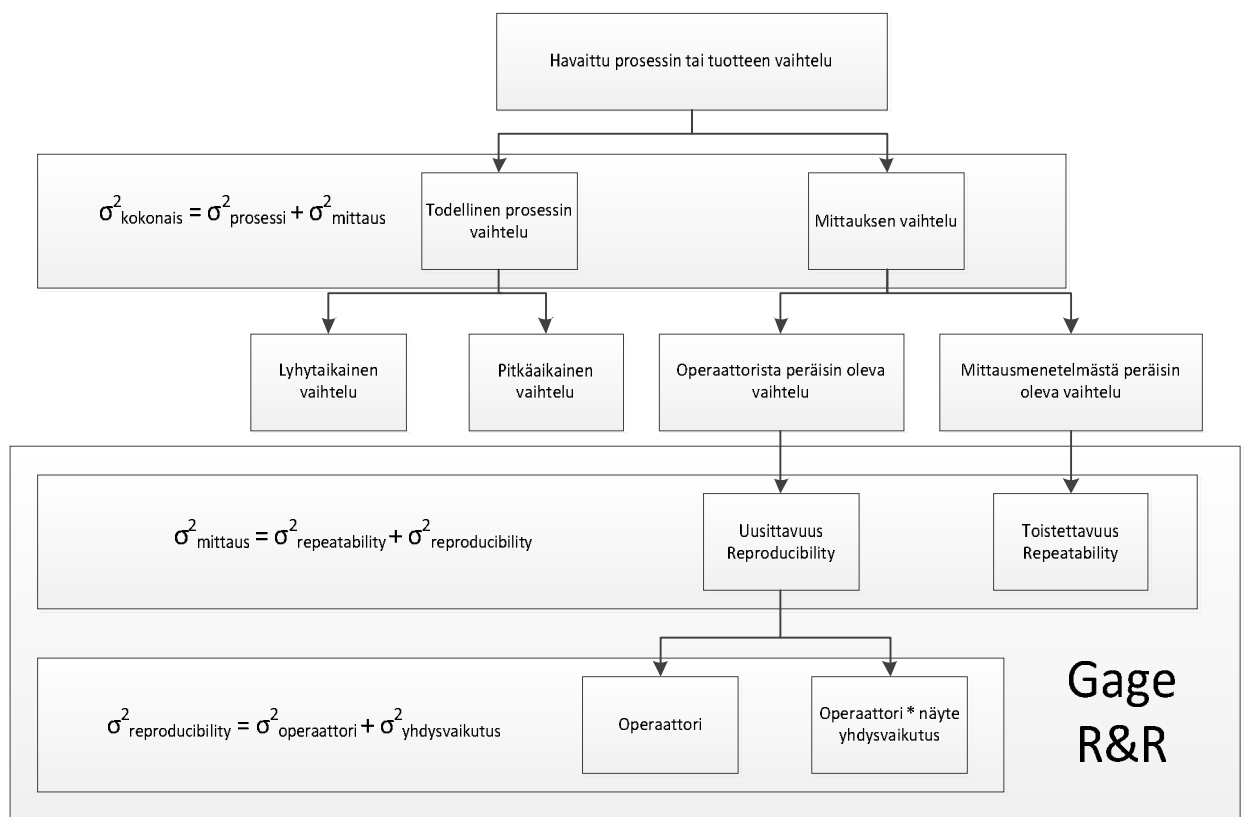 Havaittu prosessin tai tuotteen vaihtelu
σ²kokonais = σ²prosessi + σ²mittaus
Todellinen prosessin
vaihtelu
Mittauksen vaihtelu
Lyhytaikainen
vaihtelu
Pitkäaikainen
vaihtelu
Operaattorista peräisin oleva
vaihtelu
Mittausmenetelmästä peräisin
oleva vaihtelu
σ²mittaus = σ²repeatability + σ²reproducibility
Uusittavuus
Reproducibility
Toistettavuus
Repeatability
σ²reproducibility = σ²operaattori + σ²yhdysvaikutus
Operaattori
Operaattori * näyte
yhdysvaikutus
Gage
R&R